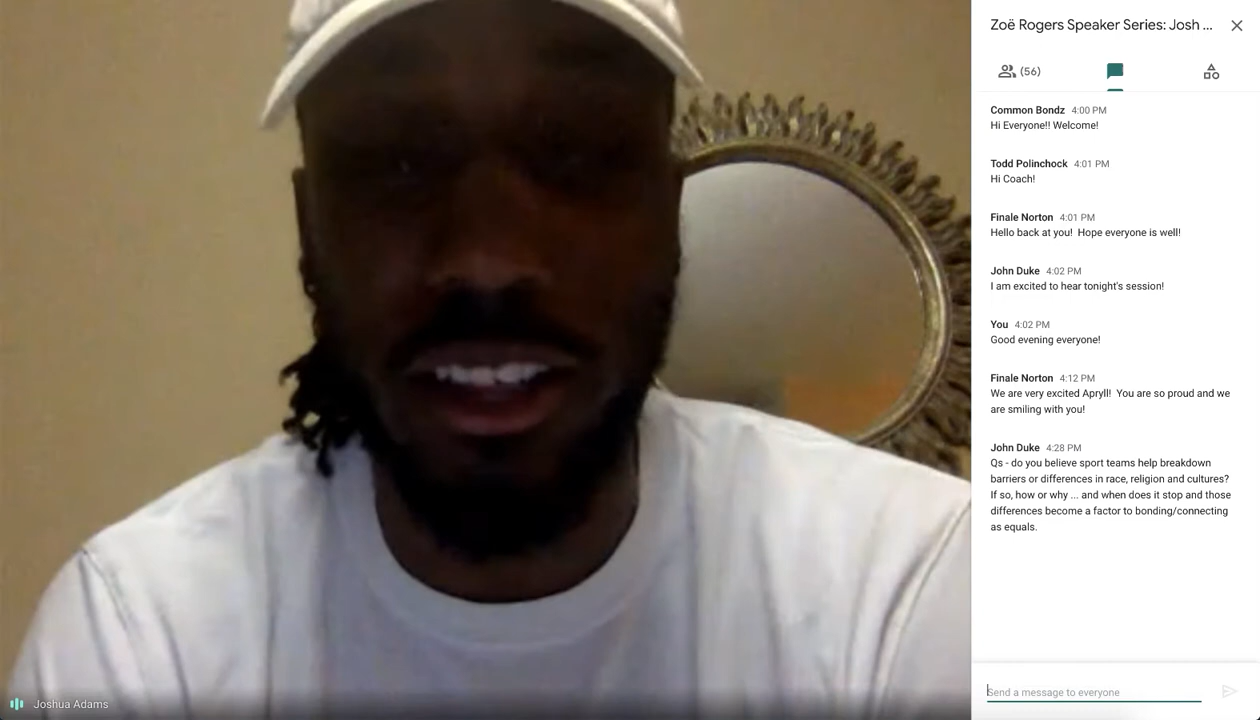 Zoë Rogers Speaker Series: Josh ...
(56)
Common Bondz 4:00 PM
Hi Everyone!! Welcome!
Todd Polinchock 4:01 PM
Hi Coach!
Finale Norton 4:01 PM
Hello back at you! Hope everyone is well!
John Duke 4:02 PM
I am excited to hear tonight's session!
You 4:02 PM
Good evening everyone!
Finale Norton 4:12 PM
We are very excited Apryll! You are so proud and we
are smiling with you!
John Duke 4:28 PM
Qs - do you believe sport teams help breakdown
barriers or differences in race, religion and cultures?
If so, how or why ... and when does it stop and those
differences become a factor to bonding/connecting
as equals.
Send a message to everyone
Joshua Adams